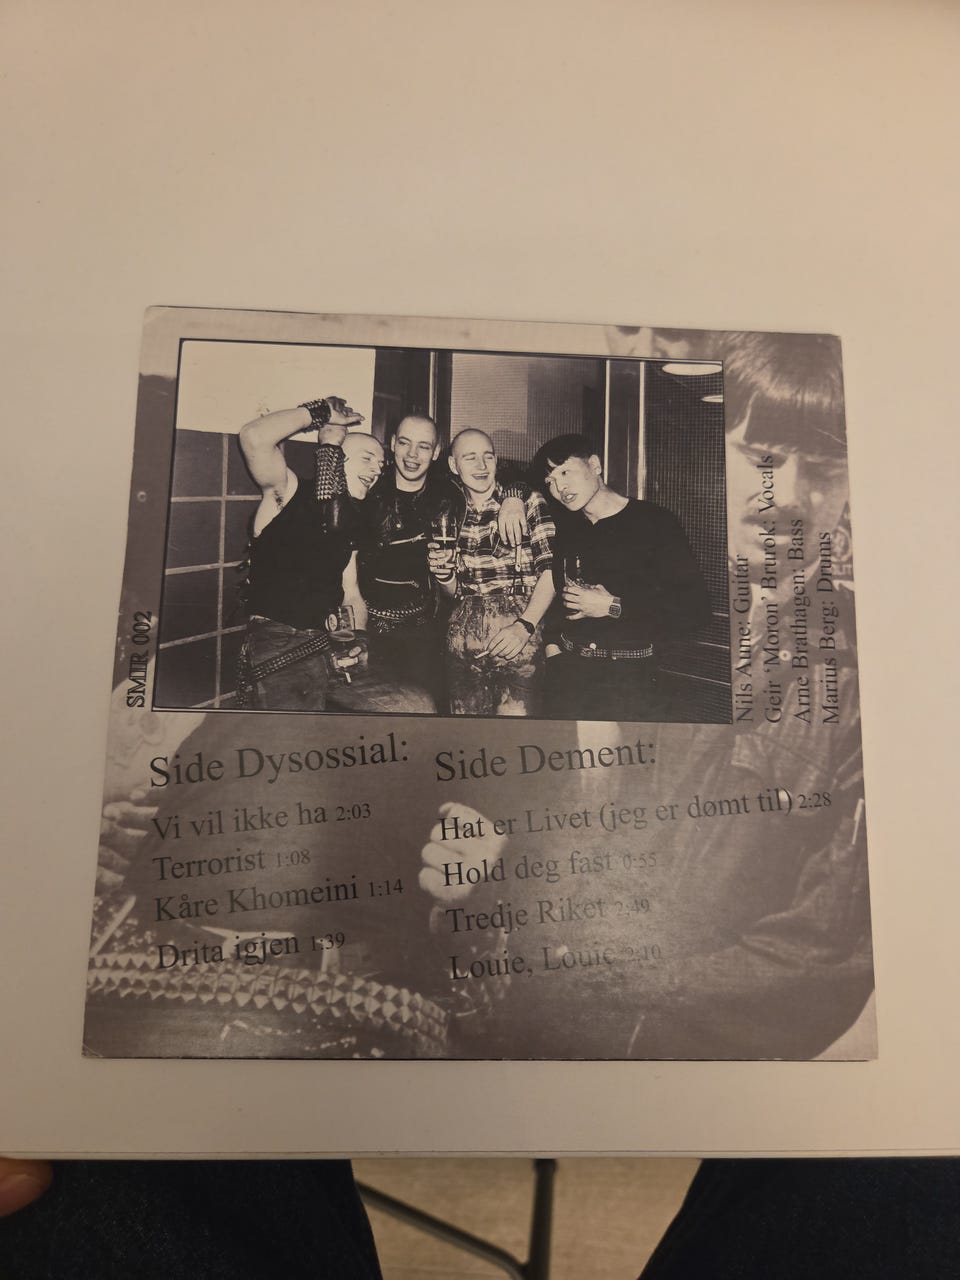 SMIR 002
Nils Aune: Guitar
Geir 'Moron' Brurok: Vocals
Arne Brathagen: Bass
Marius Berg: Drums
Side Dysossial:
Vi vil ikke ha 2:03
Terrorist 1:08
Kåre Khomeini 1:14
Drita igjen 1:39
Side Dement:
Hat er Livet (jeg er dømt til) 2:28
Hold deg fast 0:55
Tredje Riket 2:49
Louie, Louie 2:10